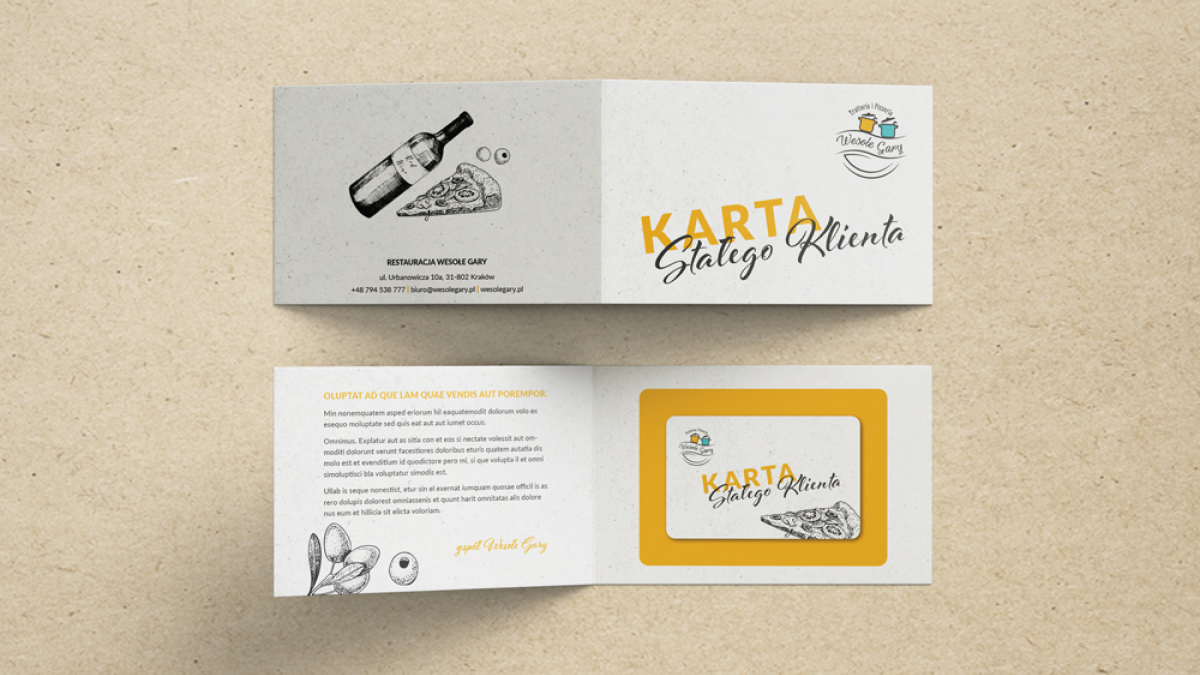 Red
Wine
RESTAURACJA WESOŁE GARY
ul. Urbanowicza 10a, 31-802 Kraków
+48 794 538 777 | biuro@wesolegary.pl | wesolegary.pl
Trattoria i Pizzeria
Wesołe Gary
KARTA
Stałego Klienta
OLUPTAT AD QUE LAM QUAE VENDIS AUT POREMPOR.
Min nonemquatem asped eriorum hil eaquatemodit dolorum volo ex
esequo moluptate sed quis eat aut aut iumet occus.
Omnimus. Explatur aut as sitia con et eos si nectate volessit aut om-
moditi dolorunt verunt facestiores doloribus eturis quatem autatia dis
molo est et evenditium id quodictore pero mi, si que volupta il et omni
simoluptisci bla voluptatur simodis est.
Ullab is seque nonestist, etur sin el exernat iumquam quosae officil is as
rero dolupis dolorest omniassenis et quunt harit omnitatas alis dolore
nus eum et hillicia sit elicta voloriam.
yspół Wesołe Gary
Wesołe Gary
KARTA
Stałego Klienta